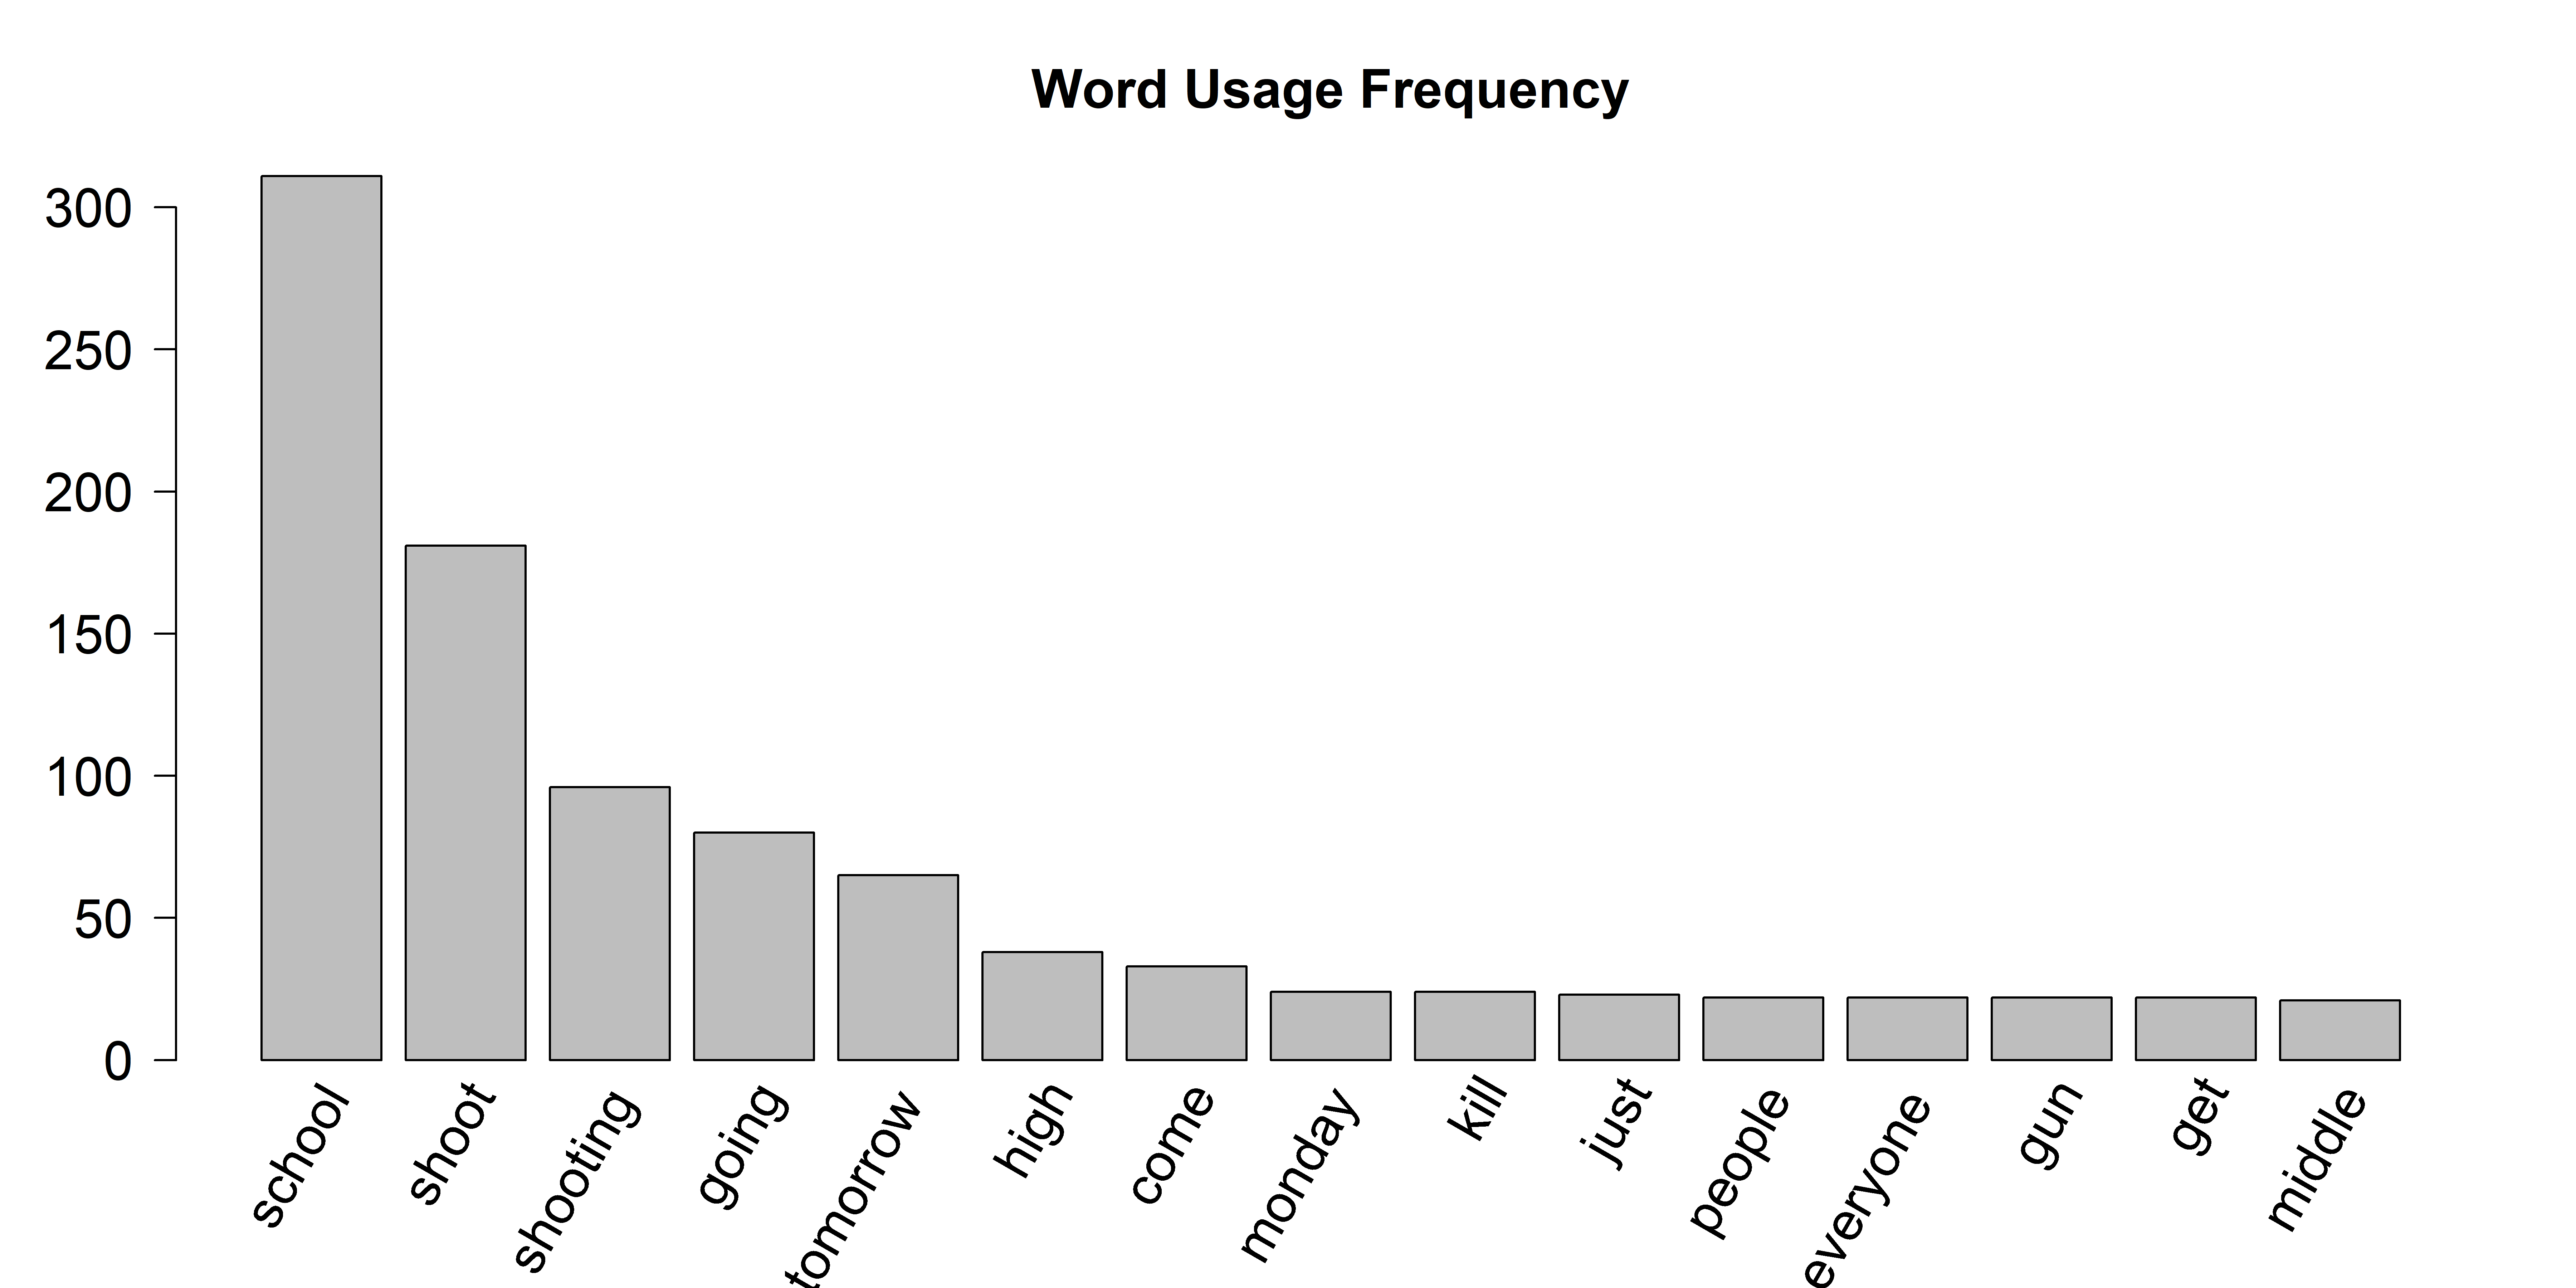 Word Usage Frequency
300
250
200
150
100
50
0
school
shoot
shooting
going
tomorrow
high
come
monday
kill
just
people
everyone
gun
get
middle